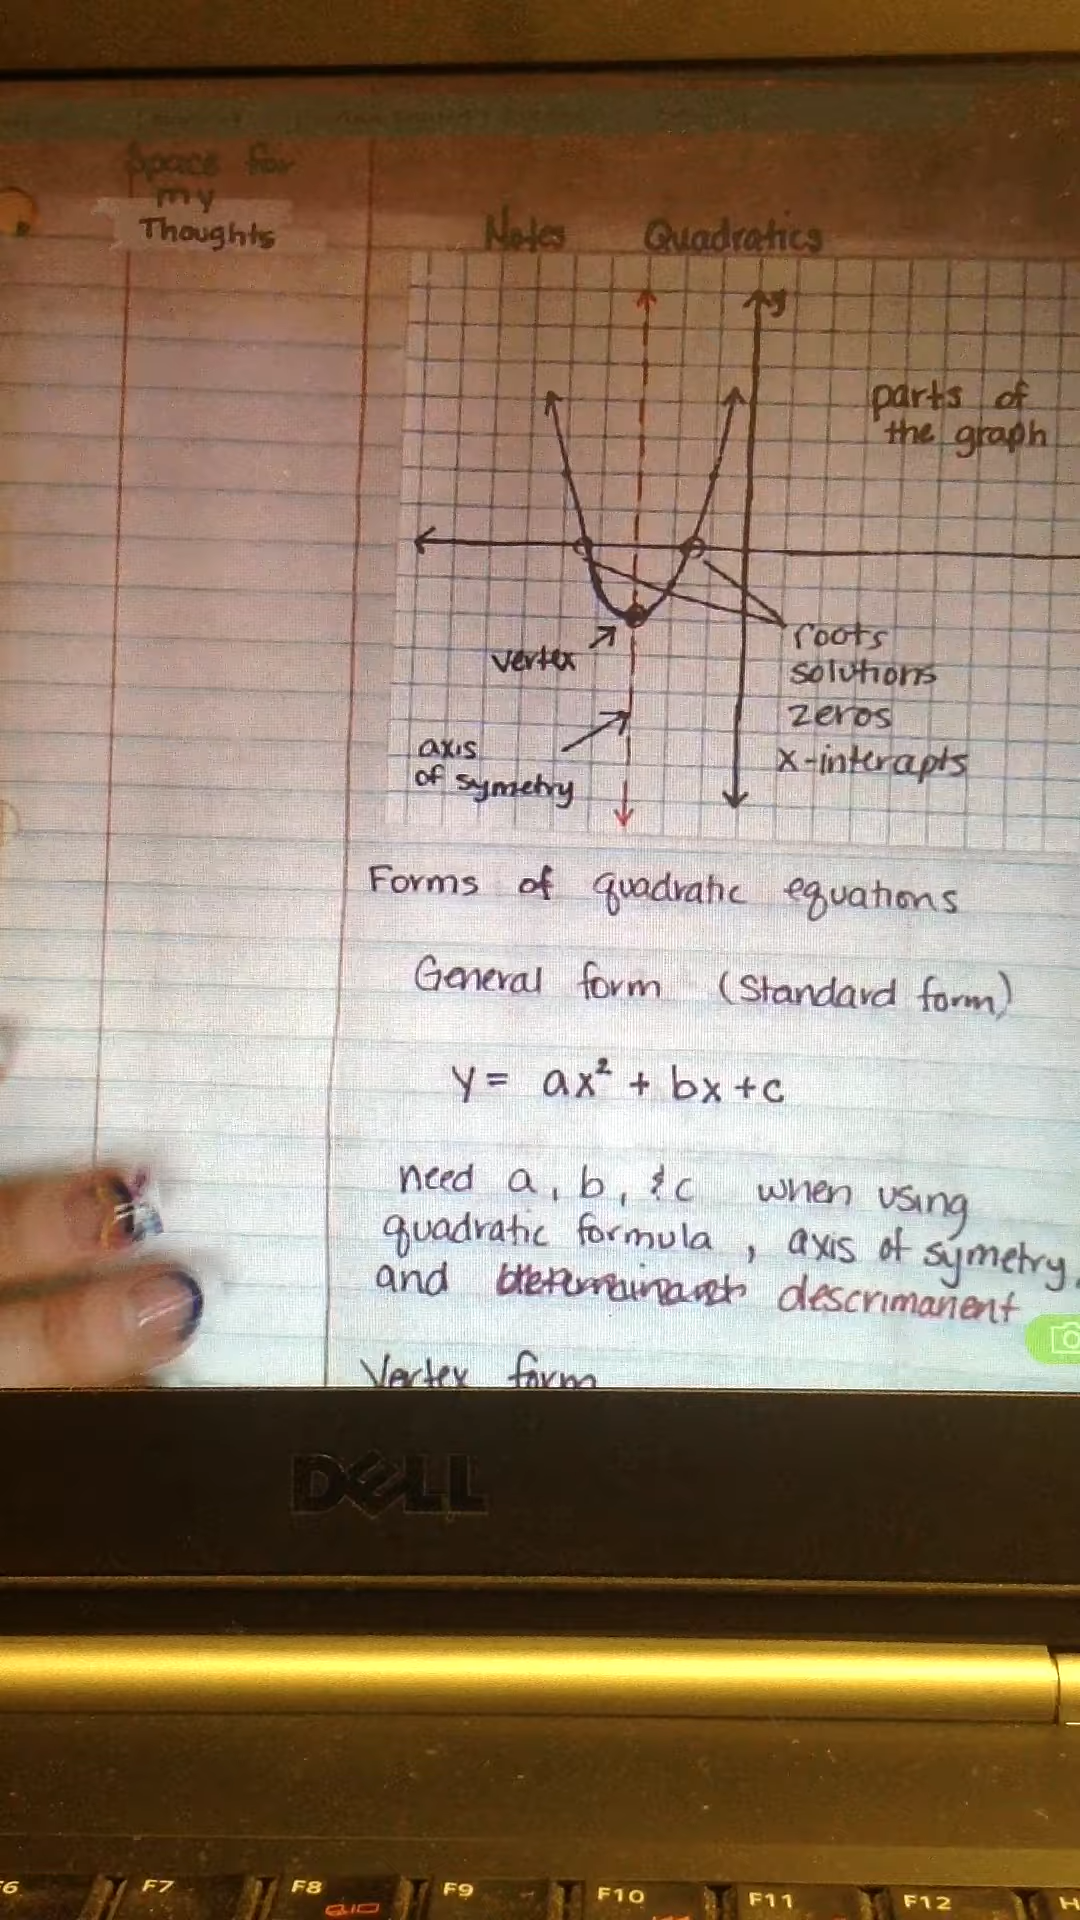 Space for
my
Thoughts
Notes Quadratics
y
parts of
the graph
vertex
roots
solutions
zeros
x-intercepts
axis
of symetry
Forms of quadratic equations
General form (Standard form)
y = ax² + bx + c
need a, b, & c when using
quadratic formula, axis of symetry,
and descrimanent
Vertex form
DELL
F7
F8
F9
F10
F11
F12